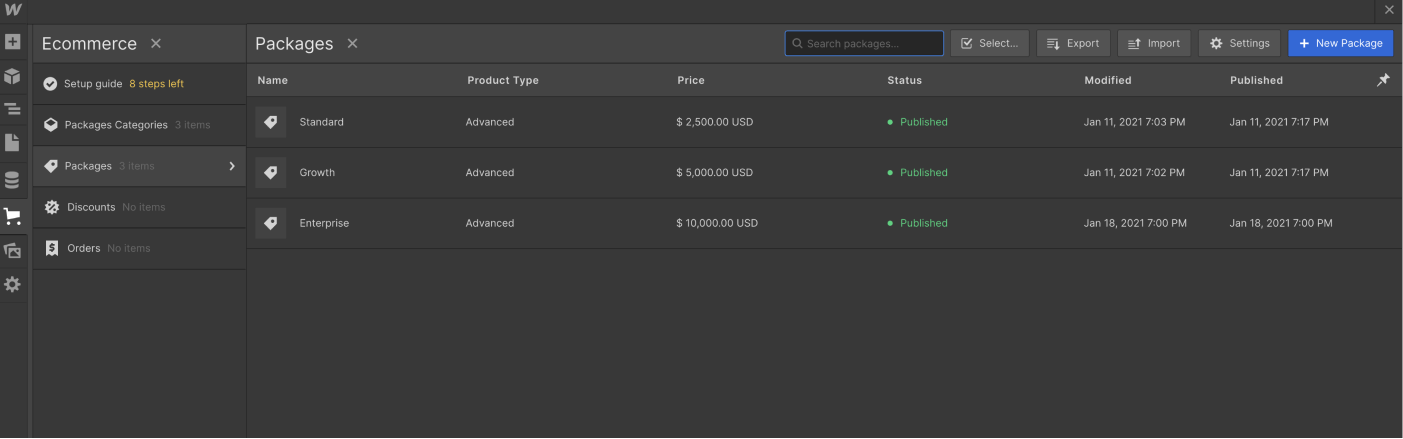 W
Ecommerce
Setup guide 8 steps left
Packages Categories 3 items
Packages 3 items
Discounts No items
Orders No items
Packages
Search packages...
Select...
Export
Import
Settings
+ New Package
Name Product Type Price Status Modified Published
Standard Advanced $ 2,500.00 USD Published Jan 11, 2021 7:03 PM Jan 11, 2021 7:17 PM
Growth Advanced $ 5,000.00 USD Published Jan 11, 2021 7:02 PM Jan 11, 2021 7:17 PM
Enterprise Advanced $ 10,000.00 USD Published Jan 18, 2021 7:00 PM Jan 18, 2021 7:00 PM